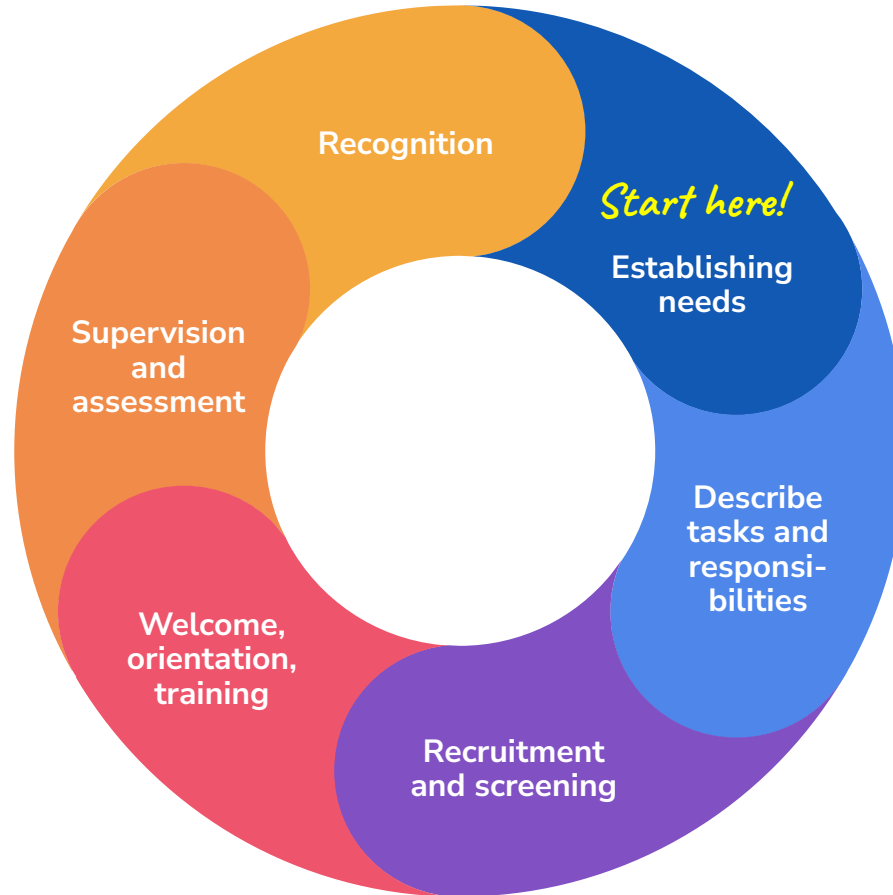 Start here!
Establishing
needs
Describe
tasks and
responsi-
bilities
Recruitment
and screening
Welcome,
orientation,
training
Supervision
and
assessment
Recognition